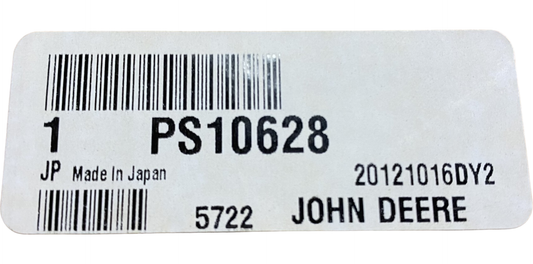 1 PS10628
JP Made In Japan 20121016DY2
5722 JOHN DEERE